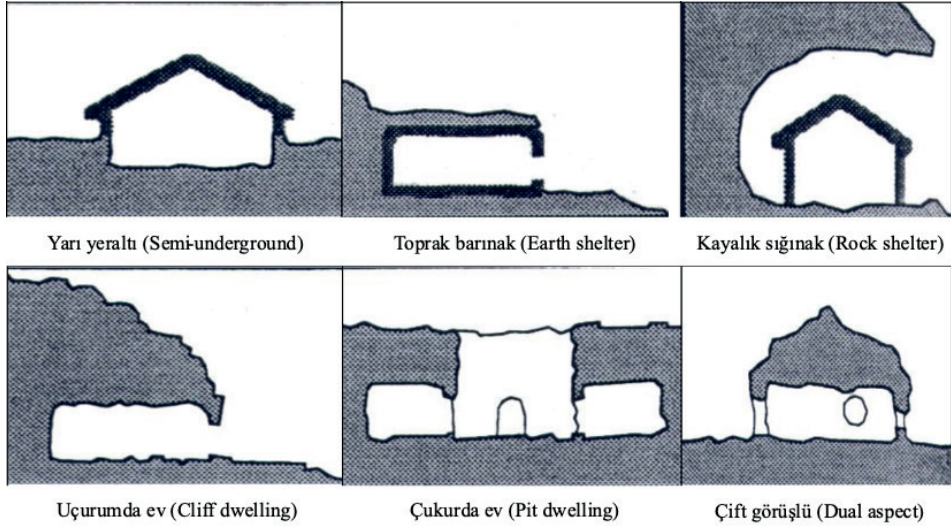 Yarı yeraltı (Semi-underground)
Toprak barınak (Earth shelter)
Kayalık sığınak (Rock shelter)
Uçurumda ev (Cliff dwelling)
Çukurda ev (Pit dwelling)
Çift görüşlü (Dual aspect)